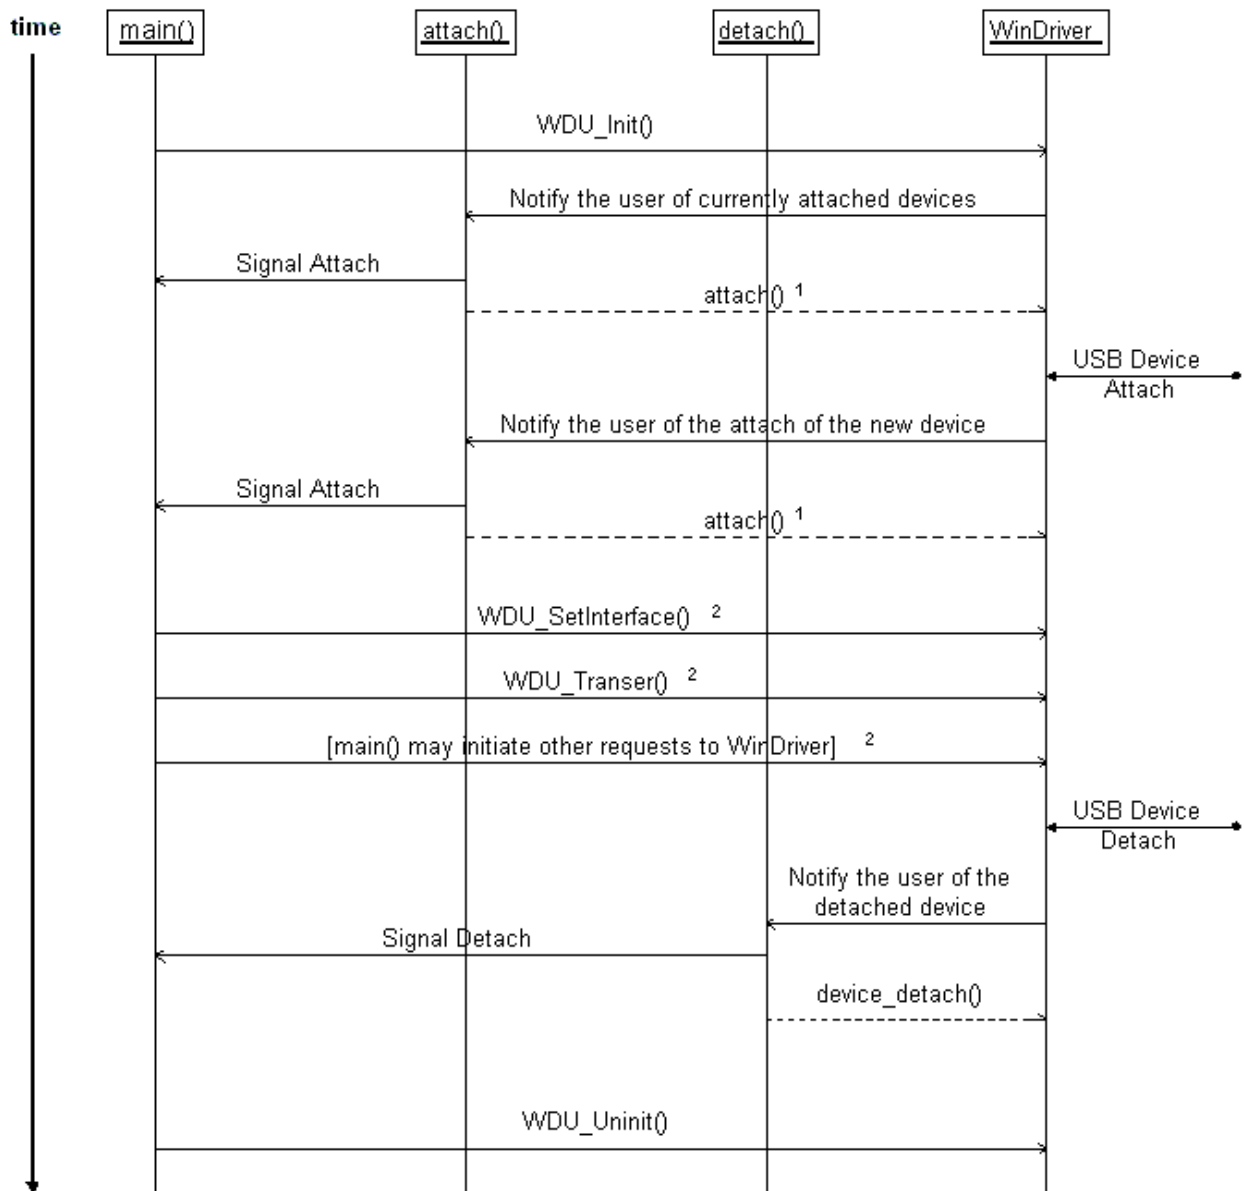 time
main()
attach()
detach()
WinDriver
WDU_Init()
Notify the user of currently attached devices
Signal Attach
attach() 1
USB Device
Attach
Notify the user of the attach of the new device
Signal Attach
attach() 1
WDU_SetInterface() 2
WDU_Transer() 2
[main() may initiate other requests to WinDriver] 2
USB Device
Detach
Notify the user of the
detached device
Signal Detach
device_detach()
WDU_Uninit()